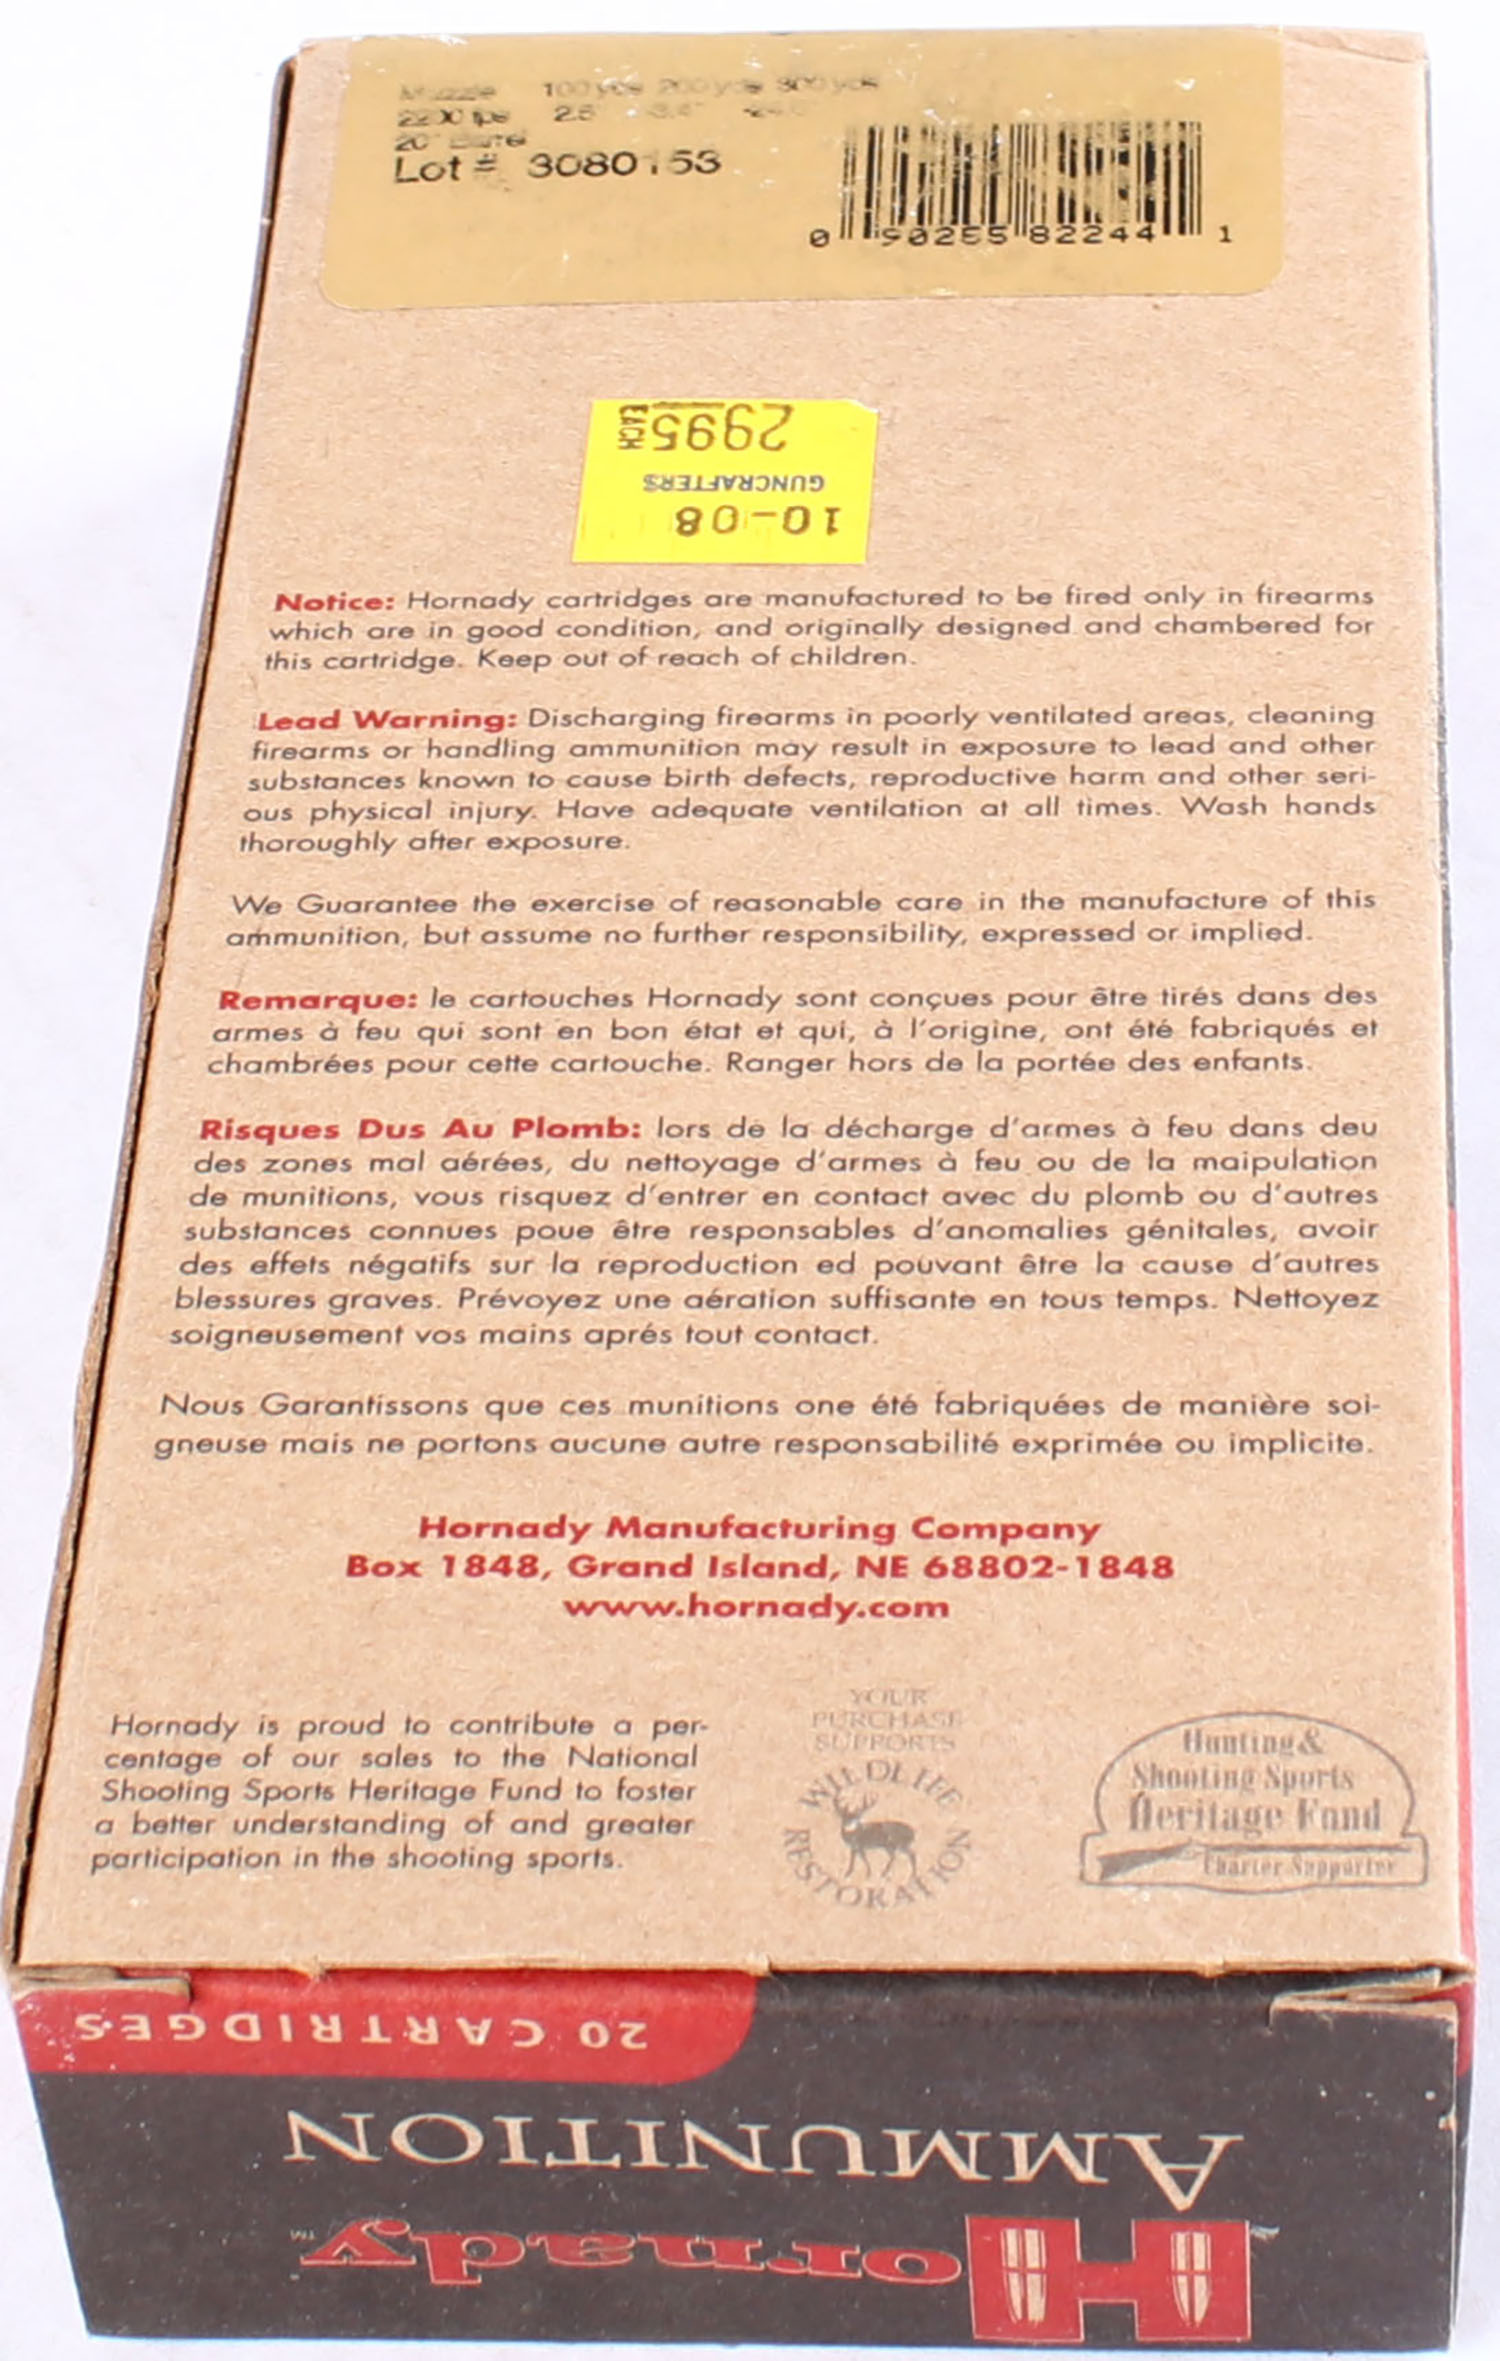 Muzzle 100 yds 200 yds 300 yds
2200 fps 2.5"
20" Barrel
Lot # 3080153
0 90255 82244 1
2995 EACH
GUNCRAFTERS
10-08
Notice: Hornady cartridges are manufactured to be fired only in firearms
which are in good condition, and originally designed and chambered for
this cartridge. Keep out of reach of children.
Lead Warning: Discharging firearms in poorly ventilated areas, cleaning
firearms or handling ammunition may result in exposure to lead and other
substances known to cause birth defects, reproductive harm and other seri-
ous physical injury. Have adequate ventilation at all times. Wash hands
thoroughly after exposure.
We Guarantee the exercise of reasonable care in the manufacture of this
ammunition, but assume no further responsibility, expressed or implied.
Remarque: le cartouches Hornady sont conçues pour être tirés dans des
armes à feu qui sont en bon état et qui, à l'origine, ont été fabriqués et
chambrées pour cette cartouche. Ranger hors de la portée des enfants.
Risques Dus Au Plomb: lors de la décharge d'armes à feu dans deu
des zones mal aérées, du nettoyage d'armes à feu ou de la maipulation
de munitions, vous risquez d'entrer en contact avec du plomb ou d'autres
substances connues poue être responsables d'anomalies génitales, avoir
des effets négatifs sur la reproduction ed pouvant être la cause d'autres
blessures graves. Prévoyez une aération suffisante en tous temps. Nettoyez
soigneusement vos mains aprés tout contact.
Nous Garantissons que ces munitions one été fabriquées de manière soi-
gneuse mais ne portons aucune autre responsabilité exprimée ou implicite.
Hornady Manufacturing Company
Box 1848, Grand Island, NE 68802-1848
www.hornady.com
Hornady is proud to contribute a per-
centage of our sales to the National
Shooting Sports Heritage Fund to foster
a better understanding of and greater
participation in the shooting sports.
YOUR
PURCHASE
SUPPORTS
WILDLIFE
RESTORATION
Hunting &
Shooting Sports
Heritage Fund
Charter Supporter
20 CARTRIDGES
AMMUNITION
Hornady™